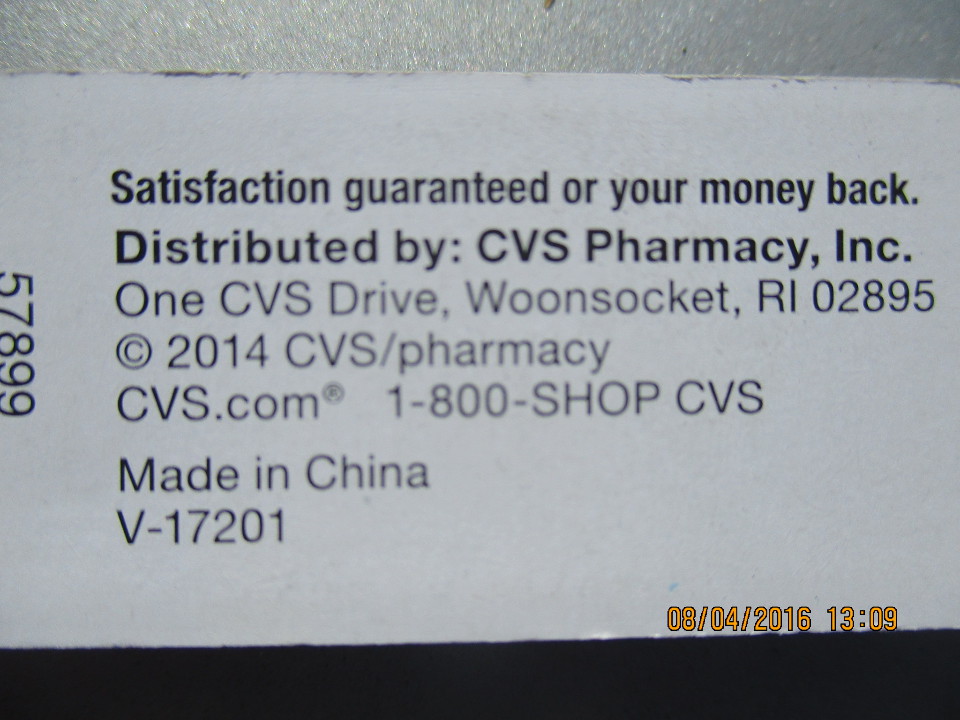 Satisfaction guaranteed or your money back.
Distributed by: CVS Pharmacy, Inc.
One CVS Drive, Woonsocket, RI 02895
© 2014 CVS/pharmacy
CVS.com® 1-800-SHOP CVS
Made in China
V-17201
57899
08/04/2016 13:09